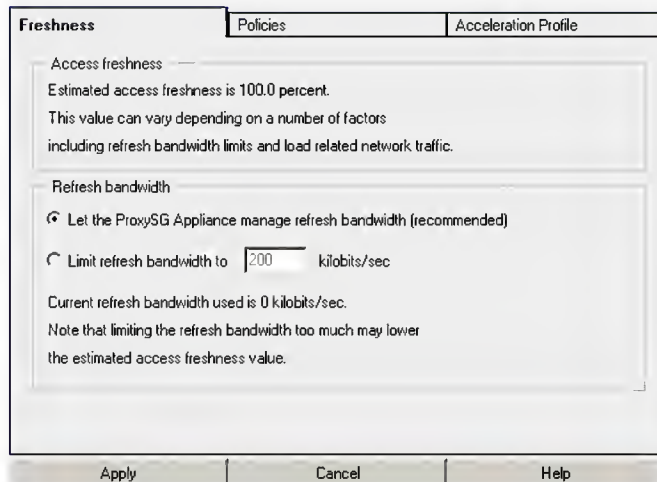 Freshness
Policies
Acceleration Profile
Access freshness
Estimated access freshness is 100.0 percent.
This value can vary depending on a number of factors
including refresh bandwidth limits and load related network traffic.
Refresh bandwidth
Let the ProxySG Appliance manage refresh bandwidth (recommended)
Limit refresh bandwidth to 200 kilobits/sec
Current refresh bandwidth used is 0 kilobits/sec.
Note that limiting the refresh bandwidth too much may lower
the estimated access freshness value.
Apply
Cancel
Help